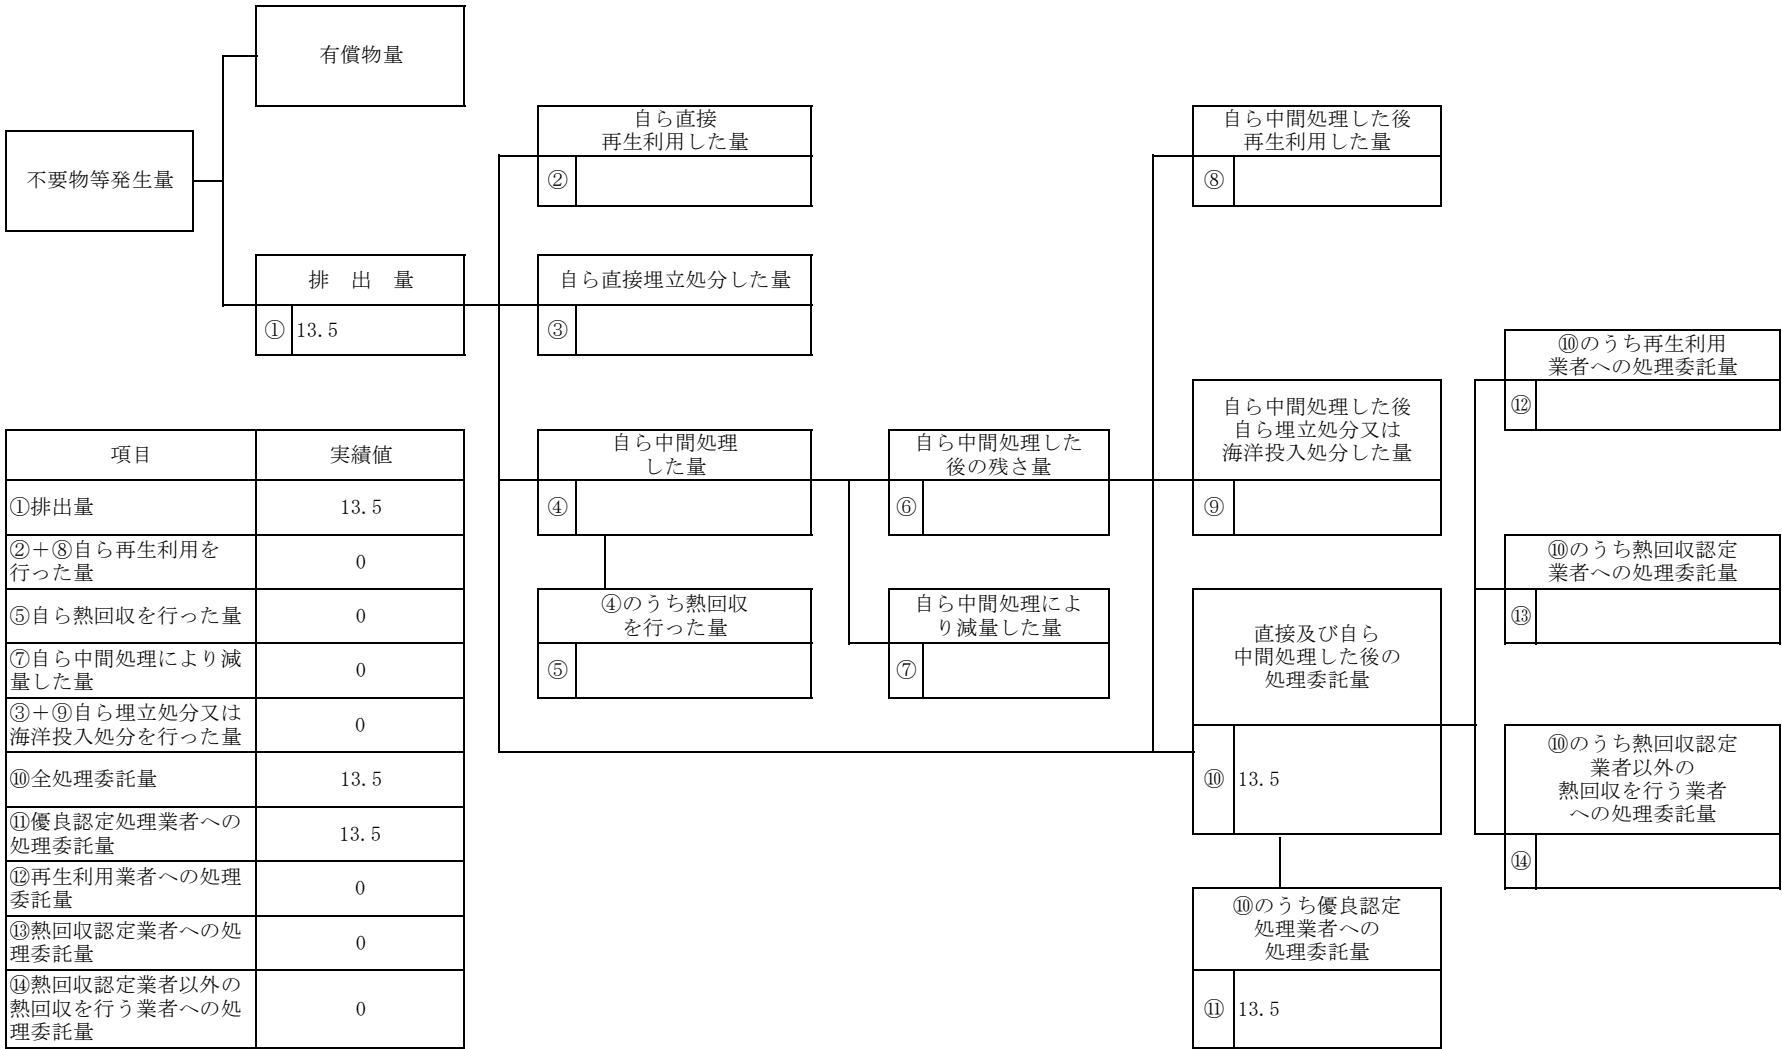 有償物量
不要物等発生量
排 出 量
① 13.5
自ら直接
再生利用した量
②
自ら直接埋立処分した量
③
自ら中間処理
した量
④
④のうち熱回収
を行った量
⑤
自ら中間処理した
後の残さ量
⑥
自ら中間処理によ
り減量した量
⑦
自ら中間処理した後
再生利用した量
⑧
自ら中間処理した後
自ら埋立処分又は
海洋投入処分した量
⑨
直接及び自ら
中間処理した後の
処理委託量
⑩ 13.5
⑩のうち優良認定
処理業者への
処理委託量
⑪ 13.5
⑩のうち再生利用
業者への処理委託量
⑫
⑩のうち熱回収認定
業者への処理委託量
⑬
⑩のうち熱回収認定
業者以外の
熱回収を行う業者
への処理委託量
⑭
項目 実績値
①排出量 13.5
②＋⑧自ら再生利用を
行った量 0
⑤自ら熱回収を行った量 0
⑦自ら中間処理により減
量した量 0
③＋⑨自ら埋立処分又は
海洋投入処分を行った量 0
⑩全処理委託量 13.5
⑪優良認定処理業者への
処理委託量 13.5
⑫再生利用業者への処理
委託量 0
⑬熱回収認定業者への処
理委託量 0
⑭熱回収認定業者以外の
熱回収を行う業者への処
理委託量 0